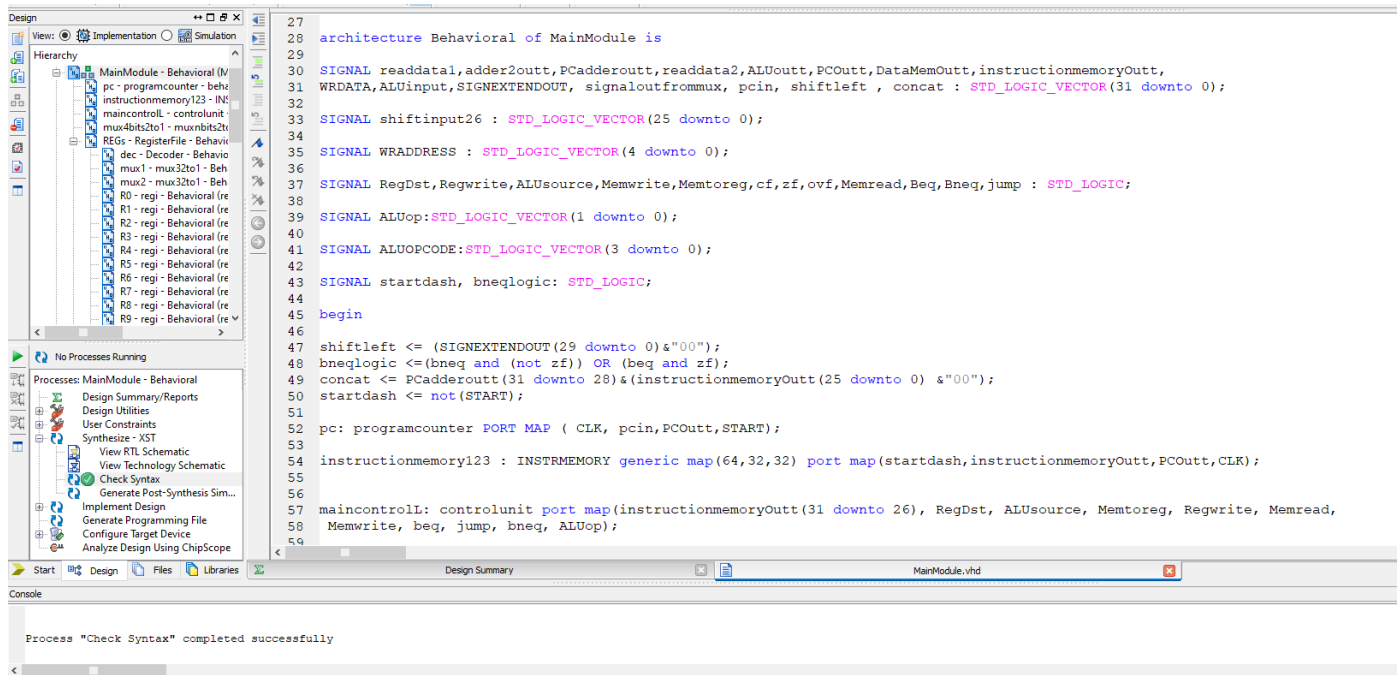 Design
View: Implementation Simulation
Hierarchy
MainModule - Behavioral (M
pc - programcounter - beha
instructionmemory123 - INS
maincontrolL - controlunit -
mux4bits2to1 - muxnbits2to
REGs - RegisterFile - Behavio
dec - Decoder - Behavio
mux1 - mux32to1 - Beh
mux2 - mux32to1 - Beh
R0 - regi - Behavioral (re
R1 - regi - Behavioral (re
R2 - regi - Behavioral (re
R3 - regi - Behavioral (re
R4 - regi - Behavioral (re
R5 - regi - Behavioral (re
R6 - regi - Behavioral (re
R7 - regi - Behavioral (re
R8 - regi - Behavioral (re
R9 - regi - Behavioral (re
No Processes Running
Processes: MainModule - Behavioral
Design Summary/Reports
Design Utilities
User Constraints
Synthesize - XST
View RTL Schematic
View Technology Schematic
Check Syntax
Generate Post-Synthesis Sim...
Implement Design
Generate Programming File
Configure Target Device
Analyze Design Using ChipScope
Start Design Files Libraries
27
28 architecture Behavioral of MainModule is
29
30 SIGNAL readdata1,adder2outt,PCadderoutt,readdata2,ALUoutt,PCOutt,DataMemOutt,instructionmemoryOutt,
31 WRDATA,ALUinput,SIGNEXTENDOUT, signaloutfrommux, pcin, shiftleft , concat : STD_LOGIC_VECTOR(31 downto 0);
32
33 SIGNAL shiftinput26 : STD_LOGIC_VECTOR(25 downto 0);
34
35 SIGNAL WRADDRESS : STD_LOGIC_VECTOR(4 downto 0);
36
37 SIGNAL RegDst,Regwrite,ALUsource,Memwrite,Memtoreg,cf,zf,ovf,Memread,Beq,Bneq,jump : STD_LOGIC;
38
39 SIGNAL ALUop:STD_LOGIC_VECTOR(1 downto 0);
40
41 SIGNAL ALUOPCODE:STD_LOGIC_VECTOR(3 downto 0);
42
43 SIGNAL startdash, bneqlogic: STD_LOGIC;
44
45 begin
46
47 shiftleft <= (SIGNEXTENDOUT(29 downto 0)&"00");
48 bneqlogic <=(bneq and (not zf)) OR (beq and zf);
49 concat <= PCadderoutt(31 downto 28)&(instructionmemoryOutt(25 downto 0) &"00");
50 startdash <= not(START);
51
52 pc: programcounter PORT MAP ( CLK, pcin,PCOutt,START);
53
54 instructionmemory123 : INSTRMEMORY generic map(64,32,32) port map(startdash,instructionmemoryOutt,PCOutt,CLK);
55
56
57 maincontrolL: controlunit port map(instructionmemoryOutt(31 downto 26), RegDst, ALUsource, Memtoreg, Regwrite, Memread,
58 Memwrite, beq, jump, bneq, ALUop);
59
Design Summary
MainModule.vhd
Console
Process "Check Syntax" completed successfully